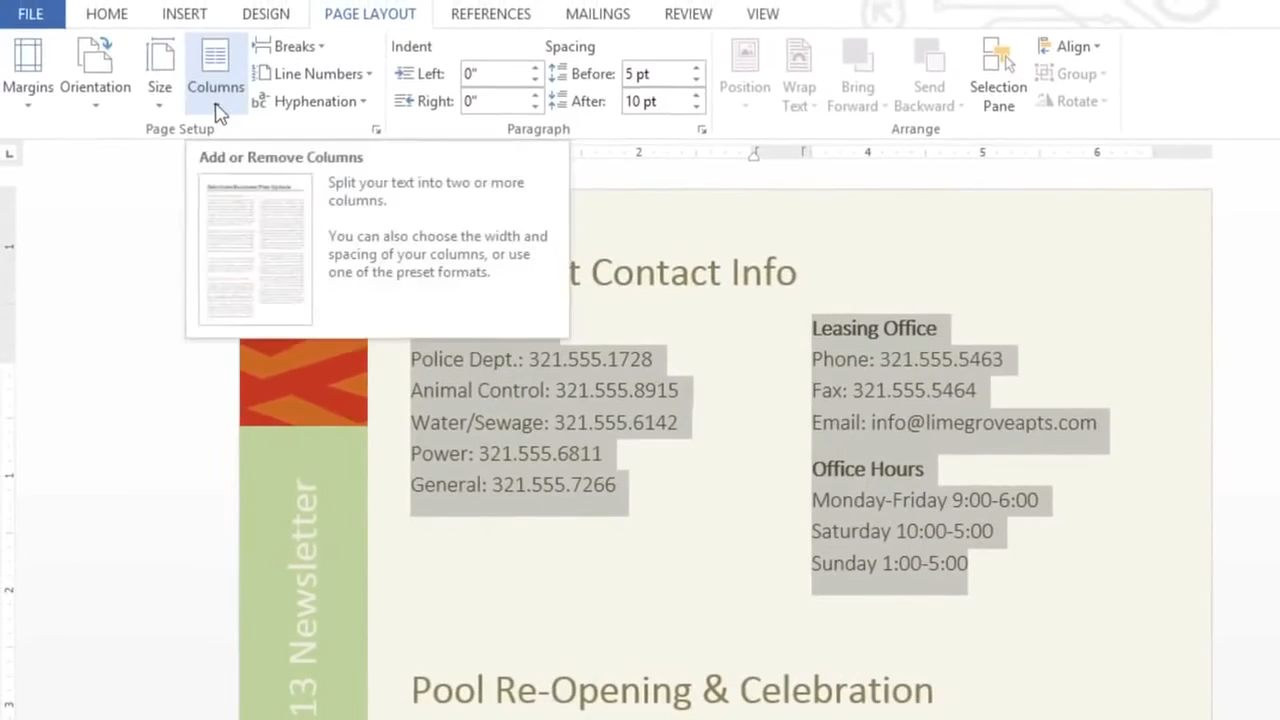 FILE HOME INSERT DESIGN PAGE LAYOUT REFERENCES MAILINGS REVIEW VIEW
Margins
Orientation
Size
Columns
Breaks
Line Numbers
Hyphenation
Page Setup
Indent
Left: 0"
Right: 0"
Spacing
Before: 5 pt
After: 10 pt
Paragraph
Position
Wrap
Text
Bring
Forward
Send
Backward
Selection
Pane
Align
Group
Rotate
Arrange
2 4 5 6
1
1
2
3
Add or Remove Columns
Split your text into two or more
columns.
You can also choose the width and
spacing of your columns, or use
one of the preset formats.
t Contact Info
Police Dept.: 321.555.1728
Animal Control: 321.555.8915
Water/Sewage: 321.555.6142
Power: 321.555.6811
General: 321.555.7266
Leasing Office
Phone: 321.555.5463
Fax: 321.555.5464
Email: info@limegroveapts.com
Office Hours
Monday-Friday 9:00-6:00
Saturday 10:00-5:00
Sunday 1:00-5:00
13 Newsletter
Pool Re-Opening & Celebration